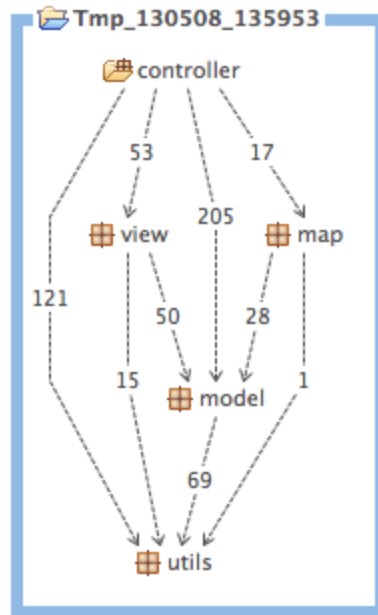 Tmp_130508_135953
controller
53
17
205
view
map
121
50
28
15
1
model
69
utils